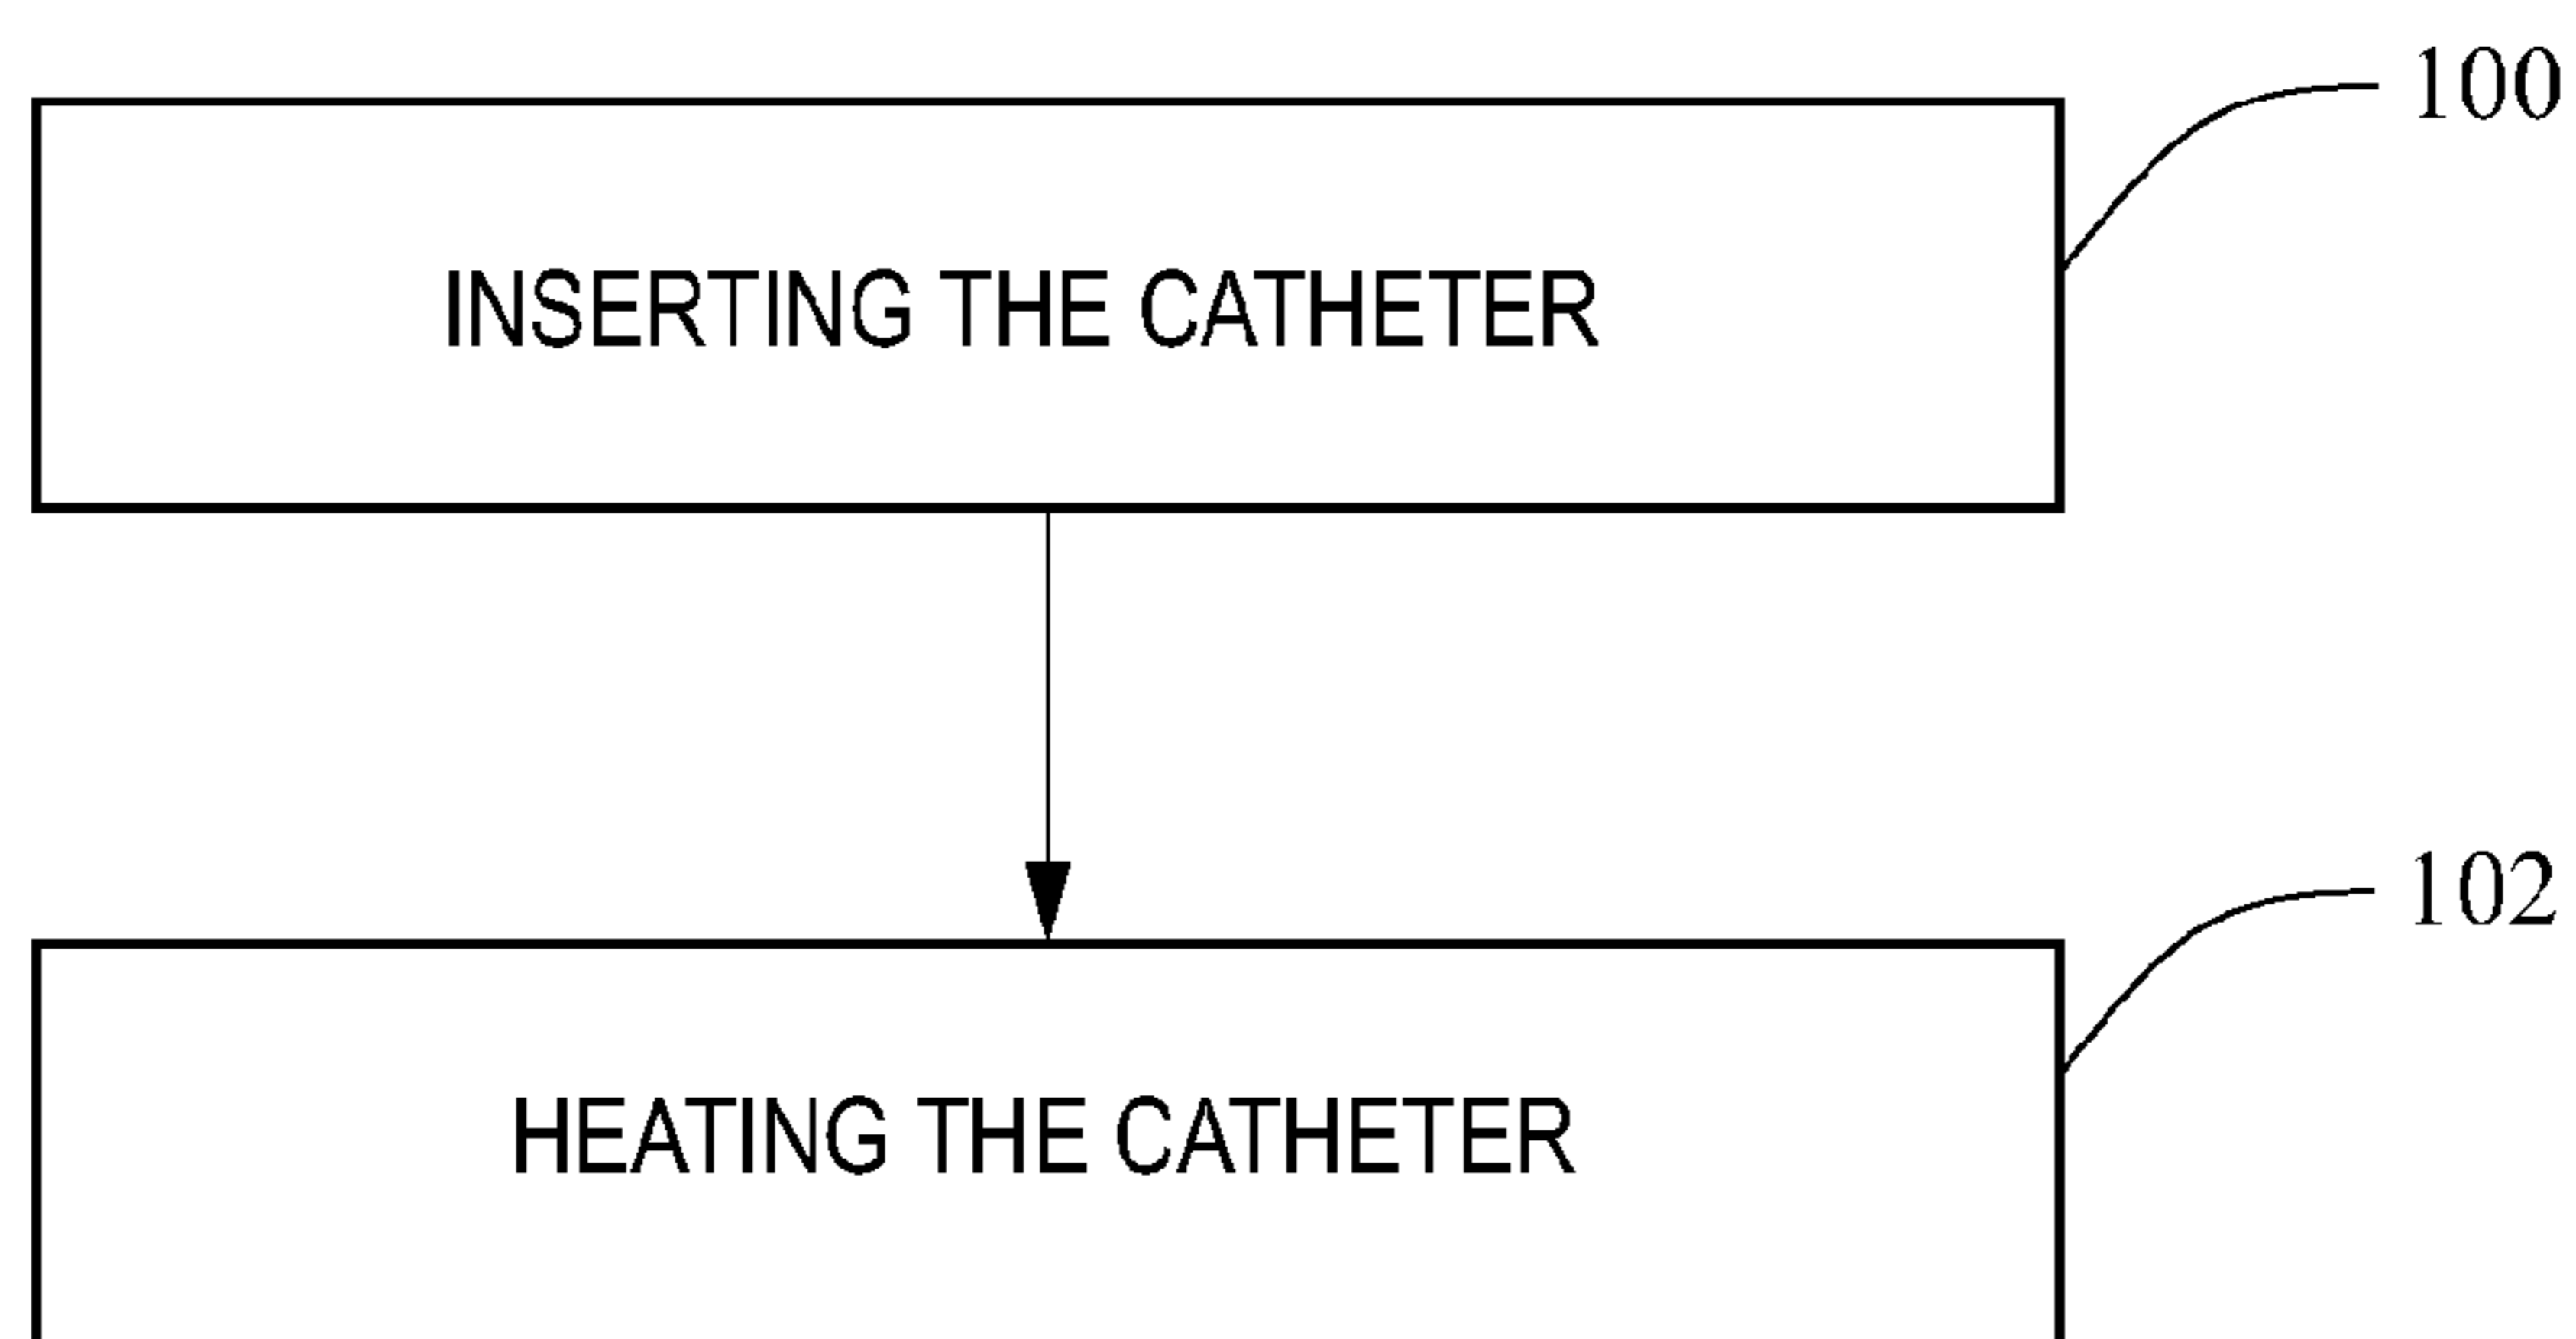 100
INSERTING THE CATHETER
102
HEATING THE CATHETER